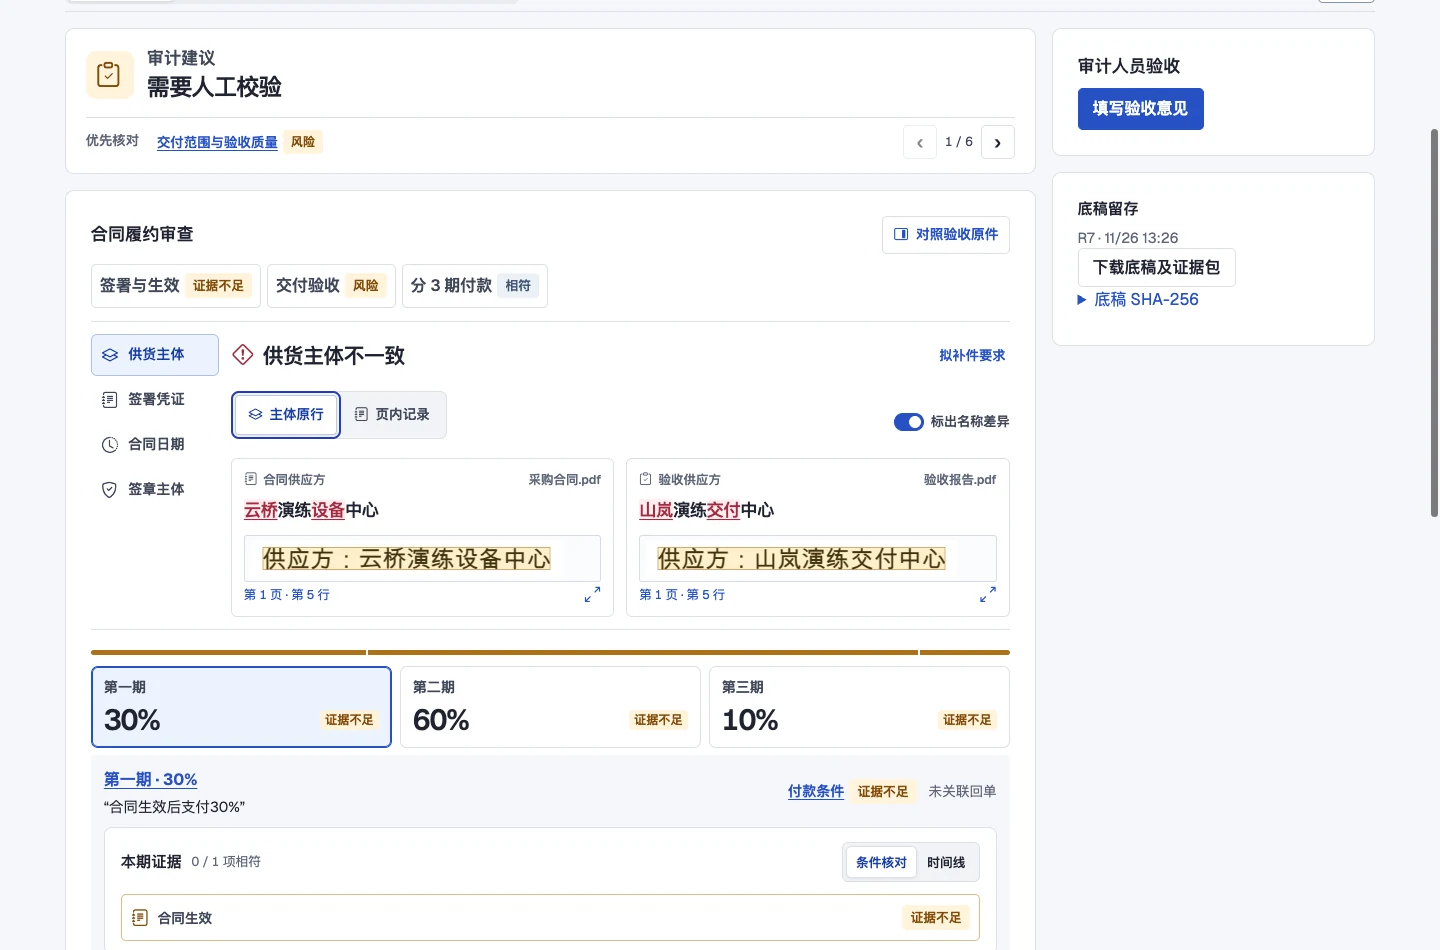 审计建议
需要人工校验
优先核对 交付范围与验收质量 风险
‹ 1 / 6 ›
合同履约审查
对照验收原件
签署与生效 证据不足 交付验收 风险 分 3 期付款 相符
供货主体
签署凭证
合同日期
签章主体
供货主体不一致
拟补件要求
主体原行 页内记录
标出名称差异
合同供应方 采购合同.pdf
云桥演练设备中心
供应方：云桥演练设备中心
第 1 页 · 第 5 行
验收供应方 验收报告.pdf
山岚演练交付中心
供应方：山岚演练交付中心
第 1 页 · 第 5 行
第一期
30% 证据不足
第二期
60% 证据不足
第三期
10% 证据不足
第一期 · 30%
“合同生效后支付30%”
付款条件 证据不足 未关联回单
本期证据 0 / 1 项相符
条件核对 时间线
合同生效 证据不足
审计人员验收
填写验收意见
底稿留存
R7 · 11/26 13:26
下载底稿及证据包
▶ 底稿 SHA-256